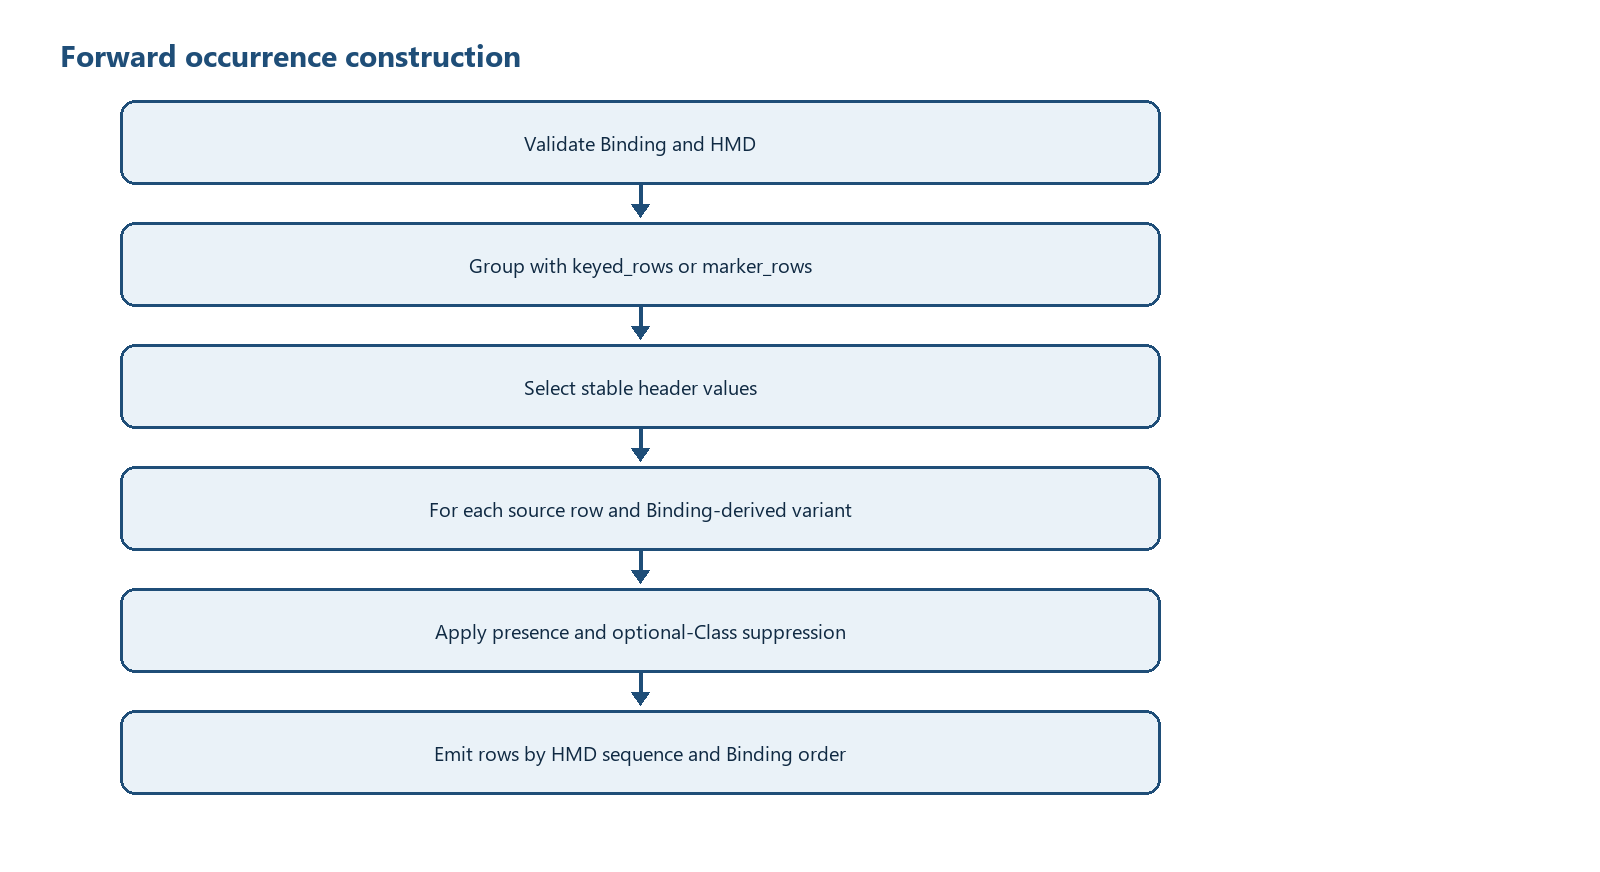 Forward occurrence construction
Validate Binding and HMD
Group with keyed_rows or marker_rows
Select stable header values
For each source row and Binding-derived variant
Apply presence and optional-Class suppression
Emit rows by HMD sequence and Binding order